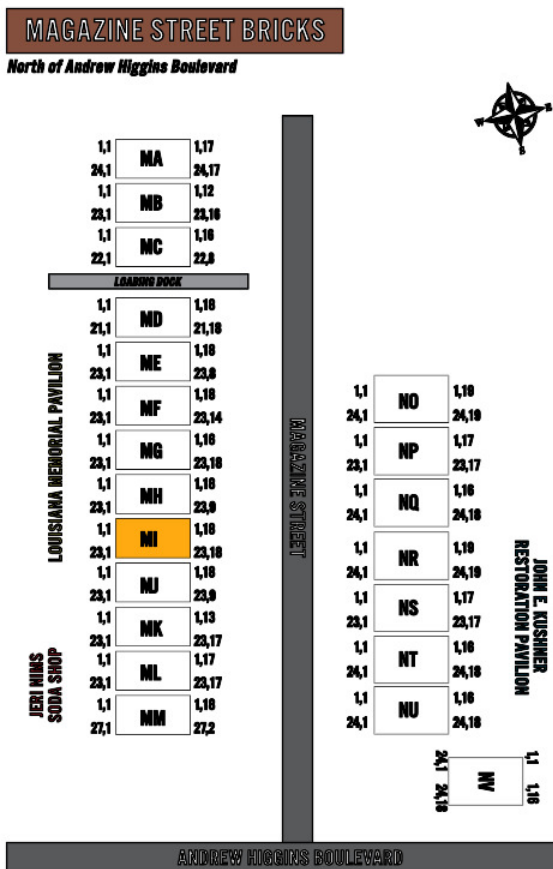 MAGAZINE STREET BRICKS
North of Andrew Higgins Boulevard
N
W E
S
1,1 MA 1,17
24,1 24,17
1,1 MB 1,12
23,1 23,16
1,1 MC 1,16
22,1 22,8
LOADING DOCK
1,1 MD 1,18
21,1 21,18
1,1 ME 1,18
23,1 23,8
1,1 MF 1,18
23,1 23,14
1,1 MG 1,16
23,1 23,18
1,1 MH 1,18
23,1 23,9
1,1 MI 1,18
23,1 23,18
1,1 MJ 1,18
23,1 23,9
1,1 MK 1,13
23,1 23,17
1,1 ML 1,17
23,1 23,17
1,1 MM 1,18
27,1 27,2
LOUISIANA MEMORIAL PAVILION
JERI NIMS
SODA SHOP
MAGAZINE STREET
1,1 NO 1,19
24,1 24,19
1,1 NP 1,17
23,1 23,17
1,1 NQ 1,16
24,1 24,18
1,1 NR 1,19
24,1 24,19
1,1 NS 1,17
23,1 23,17
1,1 NT 1,16
24,1 24,18
1,1 NU 1,16
24,1 24,18
JOHN E. KUSHNER
RESTORATION PAVILION
1,1 NV 1,16
24,1 24,18
ANDREW HIGGINS BOULEVARD